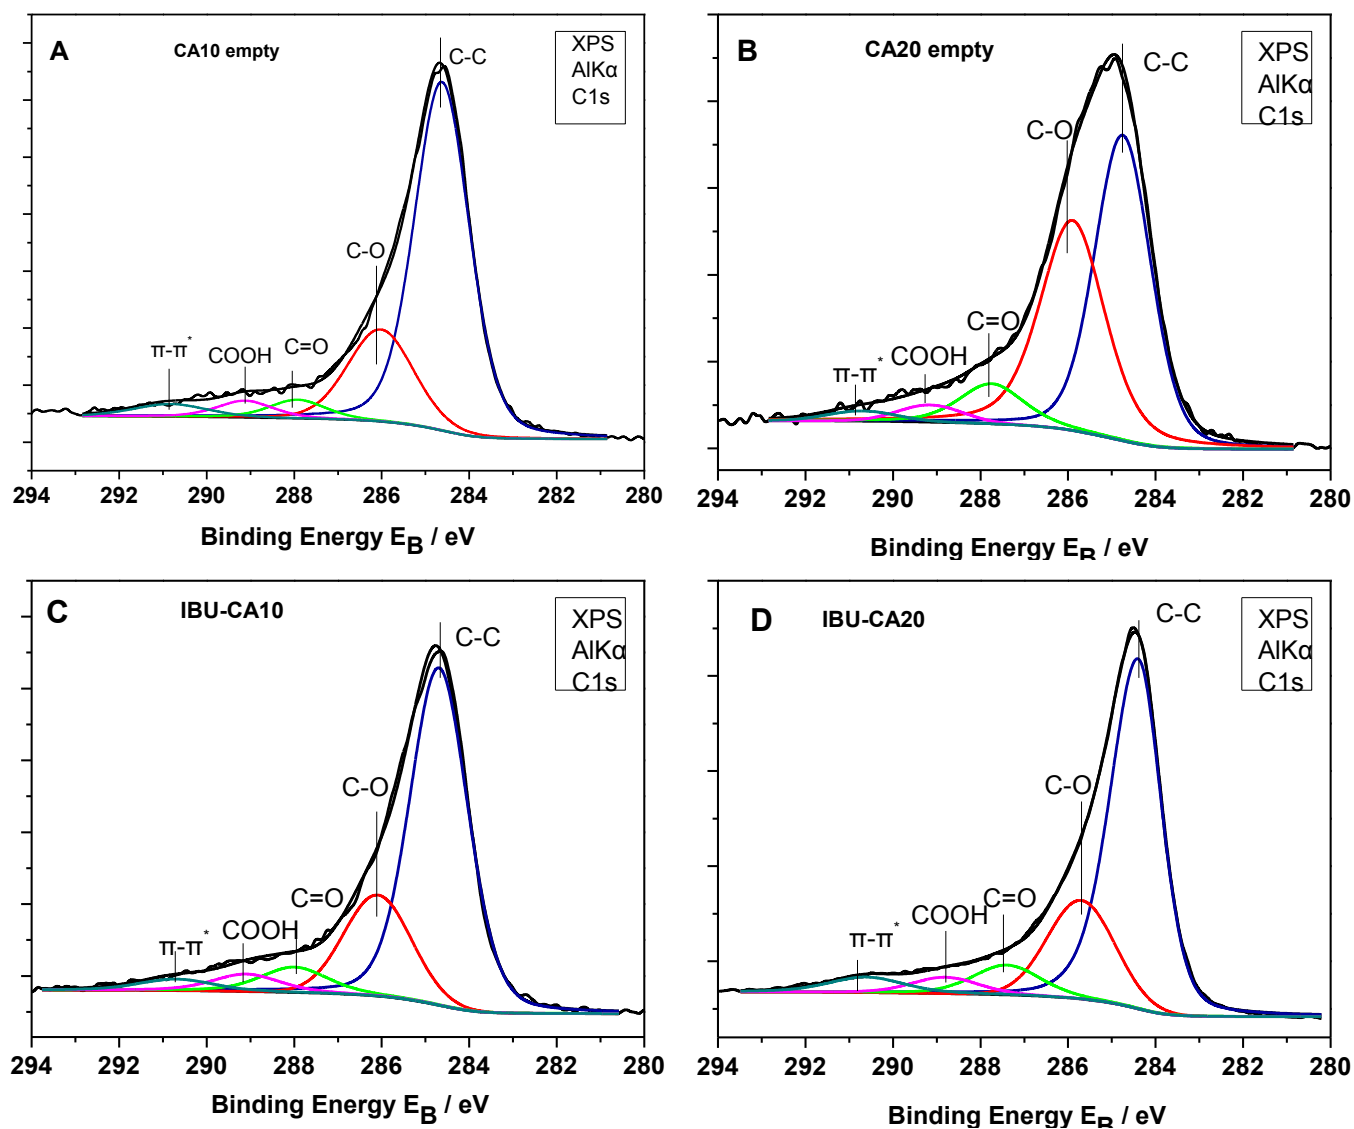 A
CA10 empty
C-C
XPS
AlKα
C1s
C-O
π-π*
COOH
C=O
294 292 290 288 286 284 282 280
Binding Energy EB / eV
B
CA20 empty
C-C
XPS
AlKα
C1s
C-O
C=O
π-π*
COOH
294 292 290 288 286 284 282 280
Binding Energy EB / eV
C
IBU-CA10
C-C
XPS
AlKα
C1s
C-O
C=O
COOH
π-π*
294 292 290 288 286 284 282 280
Binding Energy EB / eV
D
IBU-CA20
C-C
XPS
AlKα
C1s
C-O
C=O
COOH
π-π*
294 292 290 288 286 284 282 280
Binding Energy EB / eV